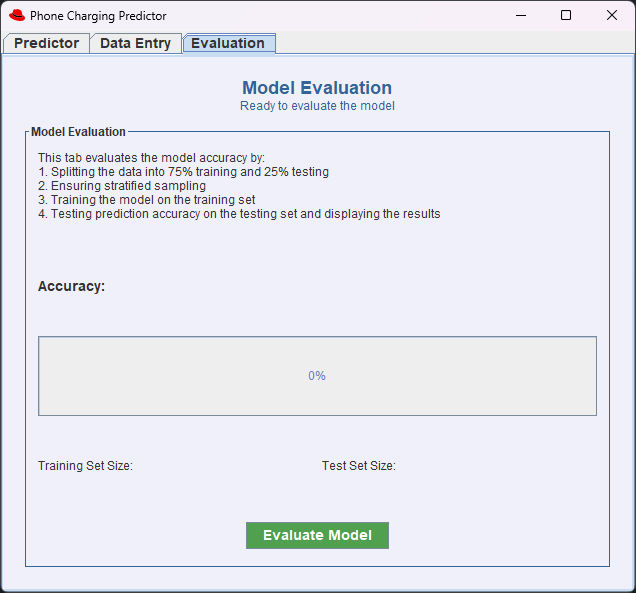 Phone Charging Predictor
Predictor Data Entry Evaluation
Model Evaluation
Ready to evaluate the model
Model Evaluation
This tab evaluates the model accuracy by:
1. Splitting the data into 75% training and 25% testing
2. Ensuring stratified sampling
3. Training the model on the training set
4. Testing prediction accuracy on the testing set and displaying the results
Accuracy:
0%
Training Set Size: Test Set Size:
Evaluate Model